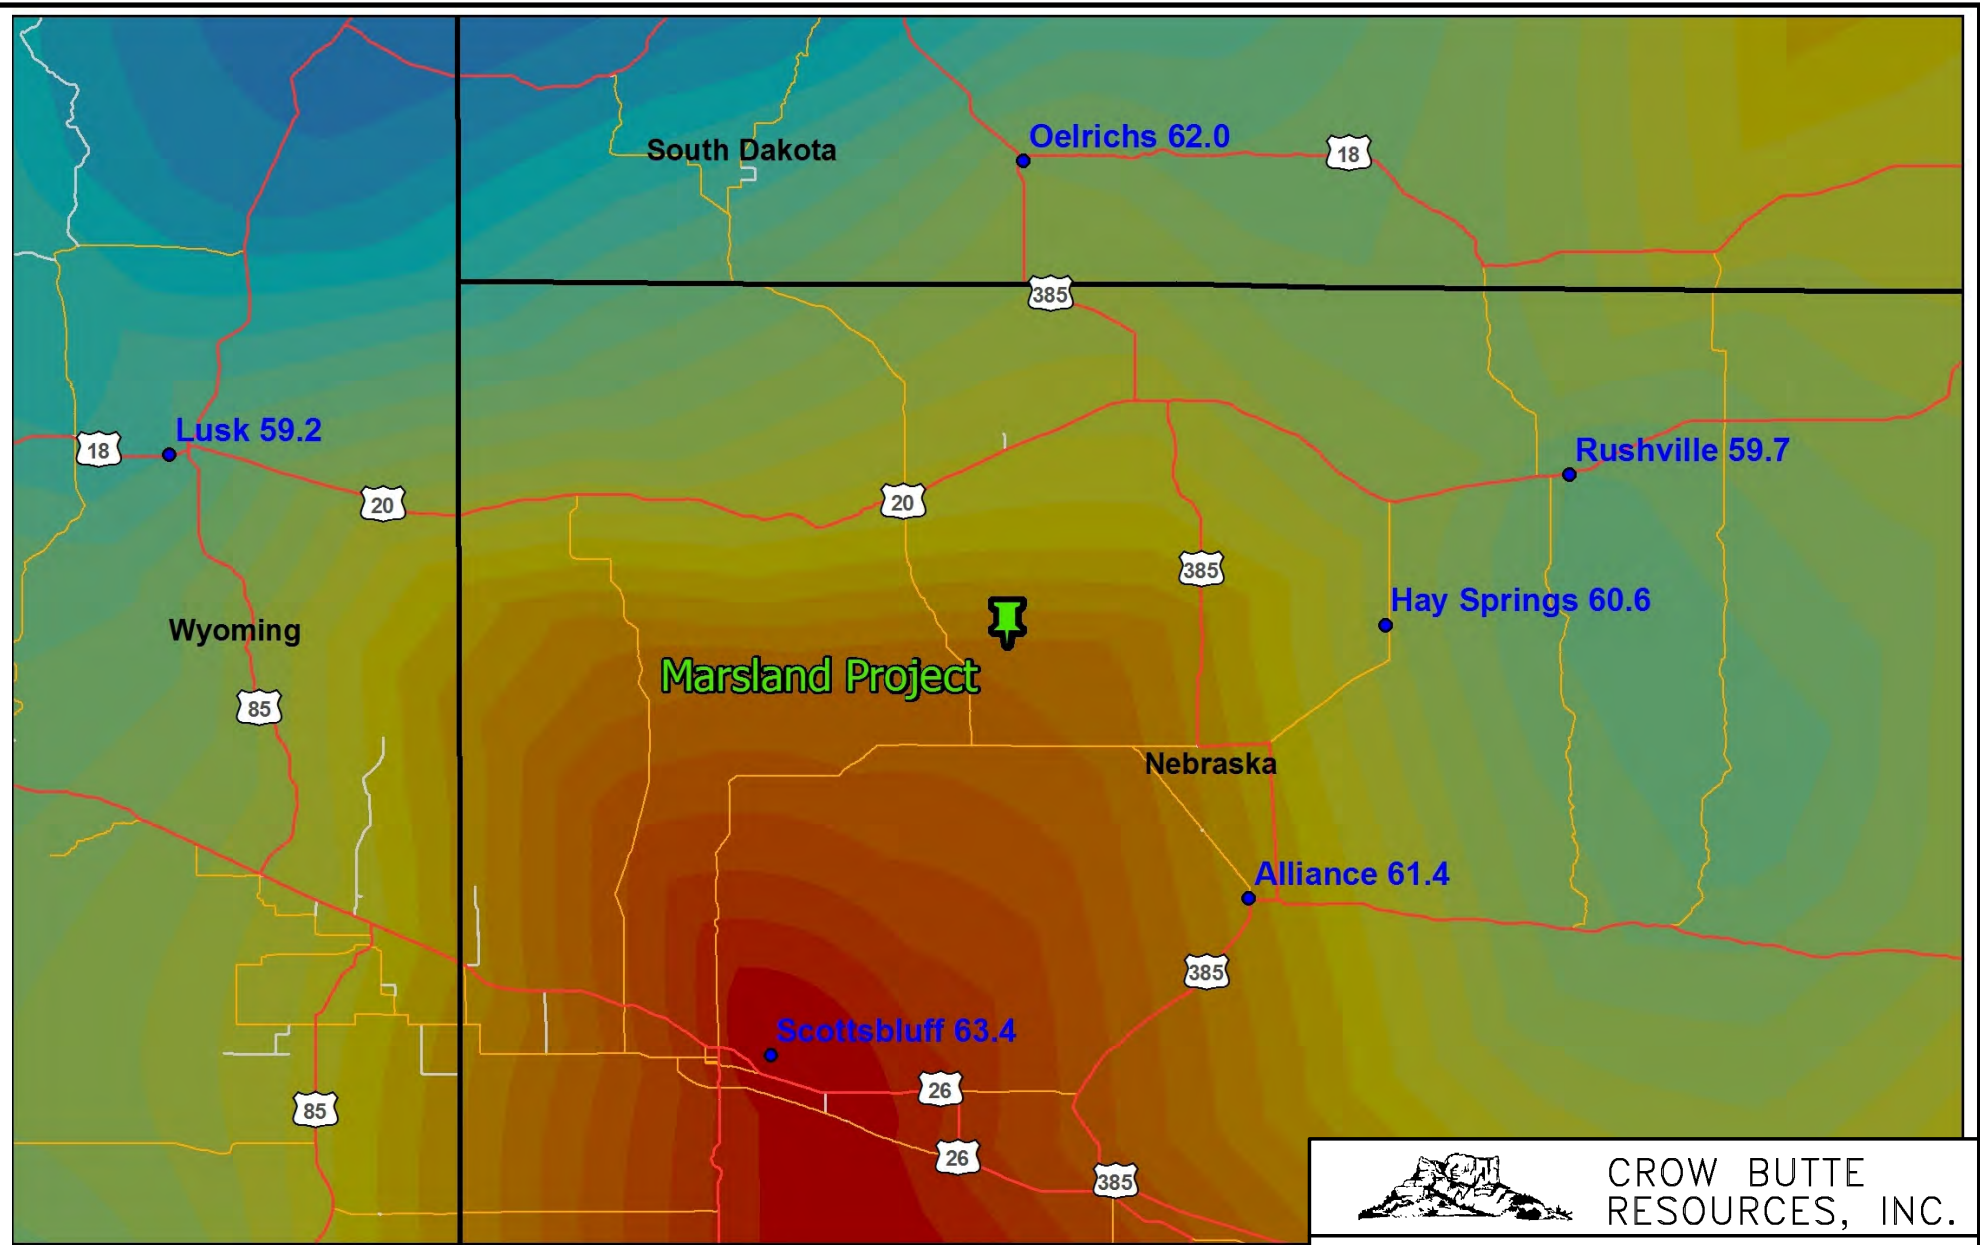 Oelrichs 62.0
South Dakota
18
385
Lusk 59.2
18
Rushville 59.7
20
20
385
Hay Springs 60.6
Wyoming
Marsland Project
85
Nebraska
Alliance 61.4
385
Scottsbluff 63.4
26
85
26
385
CROW BUTTE
RESOURCES, INC.